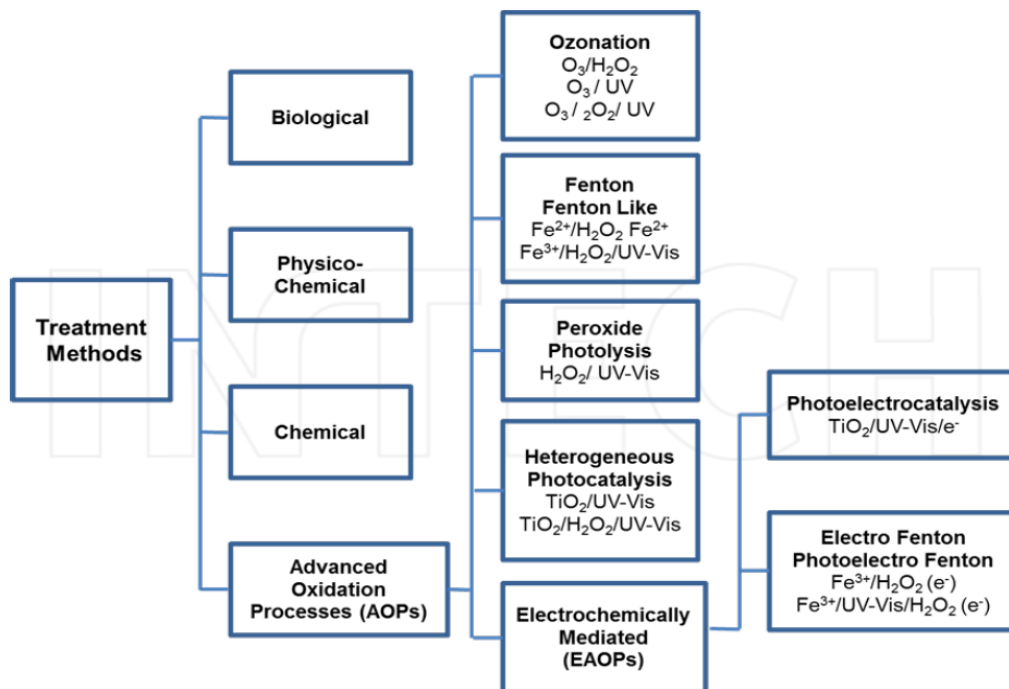 Treatment
Methods
Biological
Physico-
Chemical
Chemical
Advanced
Oxidation
Processes (AOPs)
Ozonation
O₃/H₂O₂
O₃ / UV
O₃ / ₂O₂/ UV
Fenton
Fenton Like
Fe²⁺/H₂O₂ Fe²⁺
Fe³⁺/H₂O₂/UV-Vis
Peroxide
Photolysis
H₂O₂/ UV-Vis
Heterogeneous
Photocatalysis
TiO₂/UV-Vis
TiO₂/H₂O₂/UV-Vis
Electrochemically
Mediated
(EAOPs)
Photoelectrocatalysis
TiO₂/UV-Vis/e⁻
Electro Fenton
Photoelectro Fenton
Fe³⁺/H₂O₂ (e⁻)
Fe³⁺/UV-Vis/H₂O₂ (e⁻)
INTECH